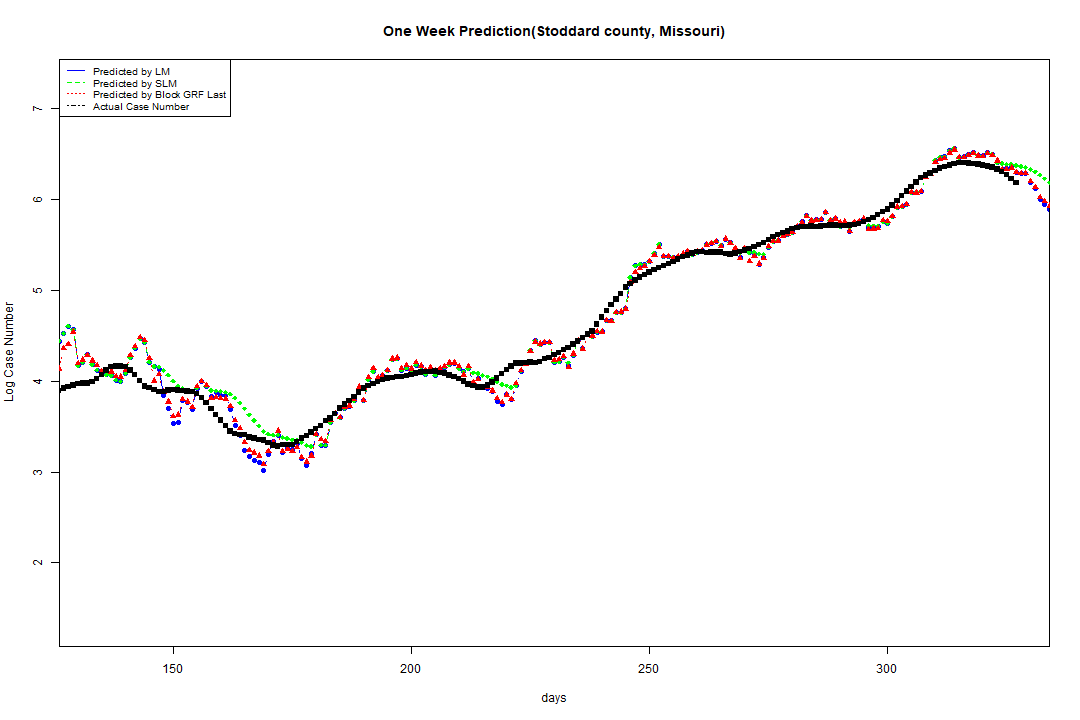 One Week Prediction(Stoddard county, Missouri)
Predicted by LM
Predicted by SLM
Predicted by Block GRF Last
Actual Case Number
7
6
5
4
3
2
Log Case Number
150
200
250
300
days